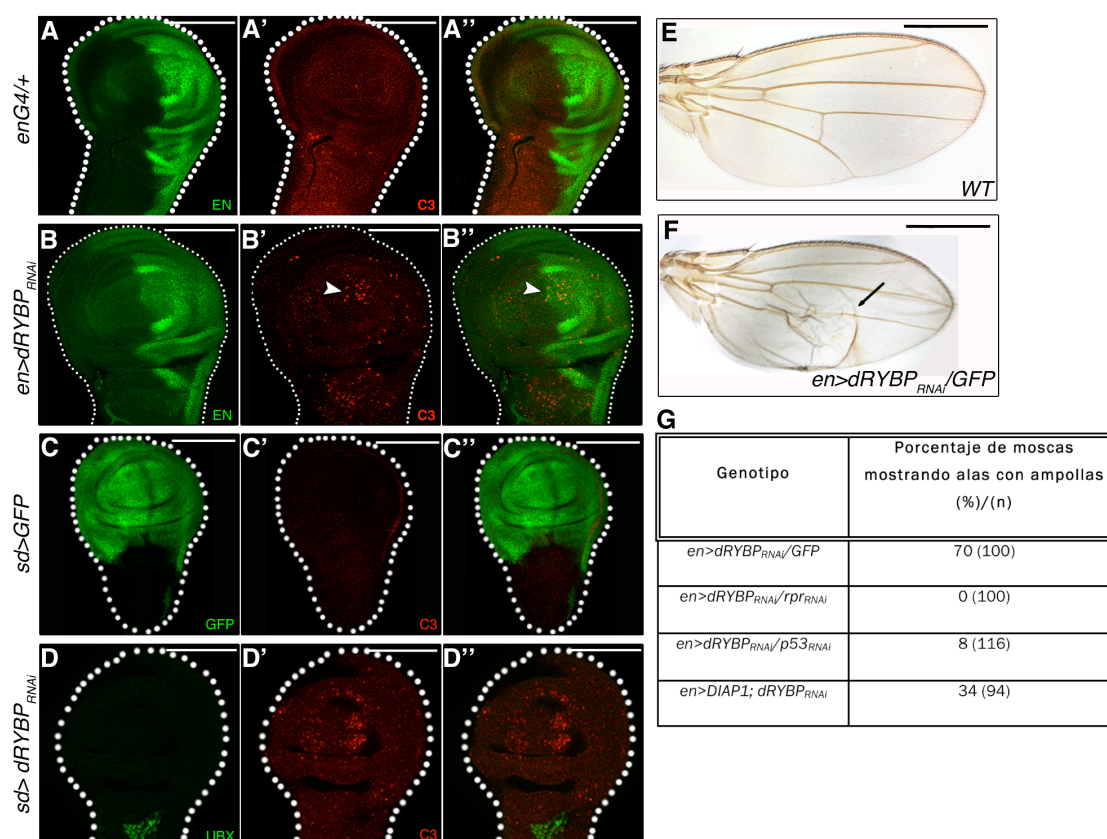 A
A'
A''
enG4/+
EN
C3
B
B'
B''
en>dRYBPRNAi
EN
C3
C
C'
C''
sd>GFP
GFP
C3
D
D'
D''
sd> dRYBPRNAi
UBX
C3
E
WT
F
en>dRYBPRNAi/GFP
G
Genotipo
Porcentaje de moscas
mostrando alas con ampollas
(%)/(n)
en>dRYBPRNAi/GFP
70 (100)
en>dRYBPRNAi/rprRNAi
0 (100)
en>dRYBPRNAi/p53RNAi
8 (116)
en>DIAP1; dRYBPRNAi
34 (94)